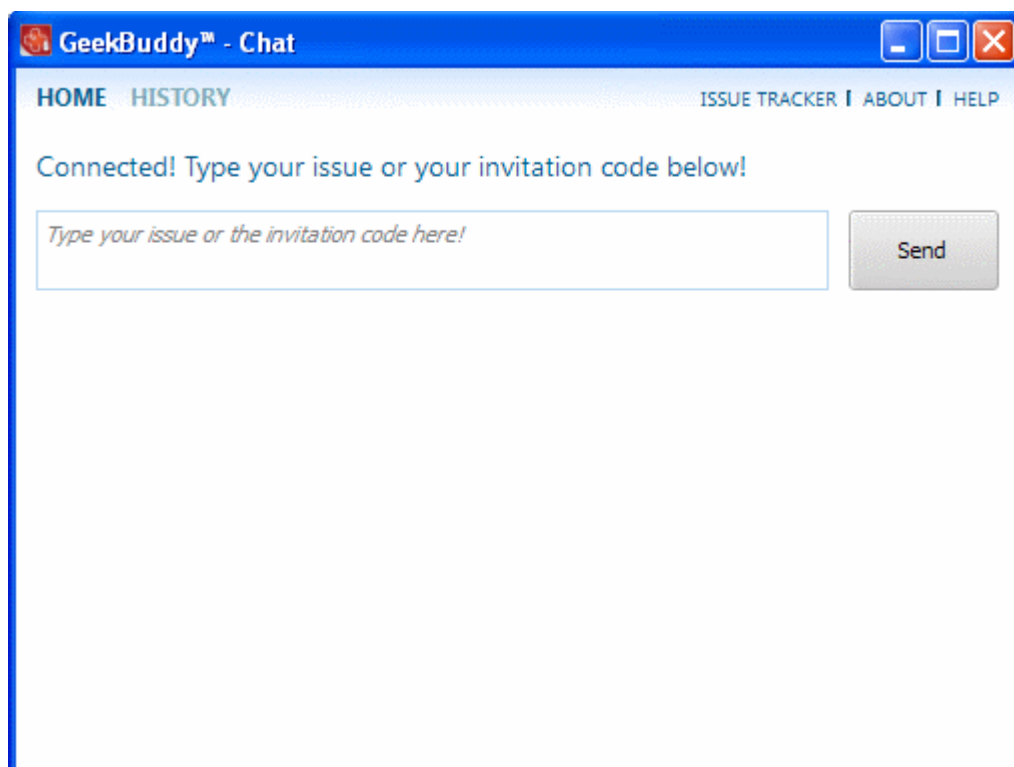 GeekBuddy™ - Chat
HOME HISTORY ISSUE TRACKER | ABOUT | HELP
Connected! Type your issue or your invitation code below!
Type your issue or the invitation code here!
Send